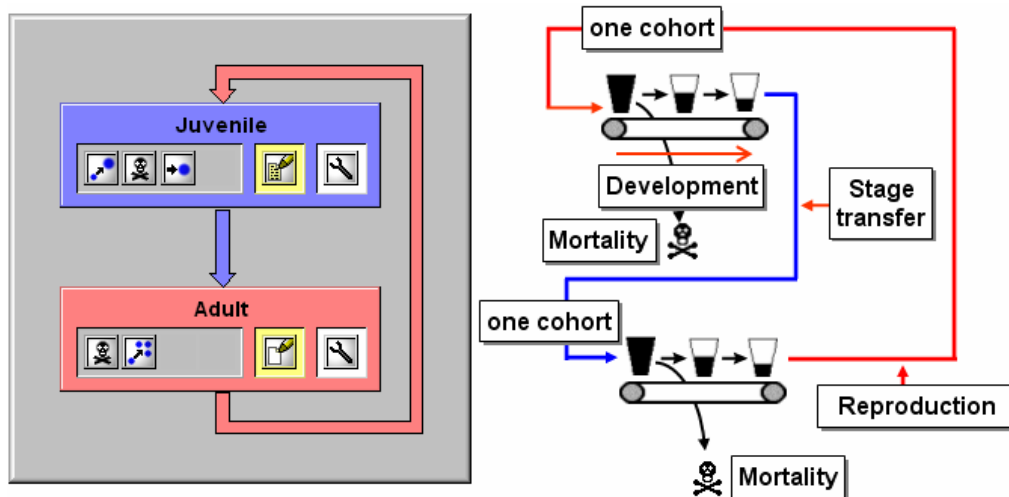 Juvenile
Adult
one cohort
Development
Mortality
Stage
transfer
one cohort
Reproduction
Mortality